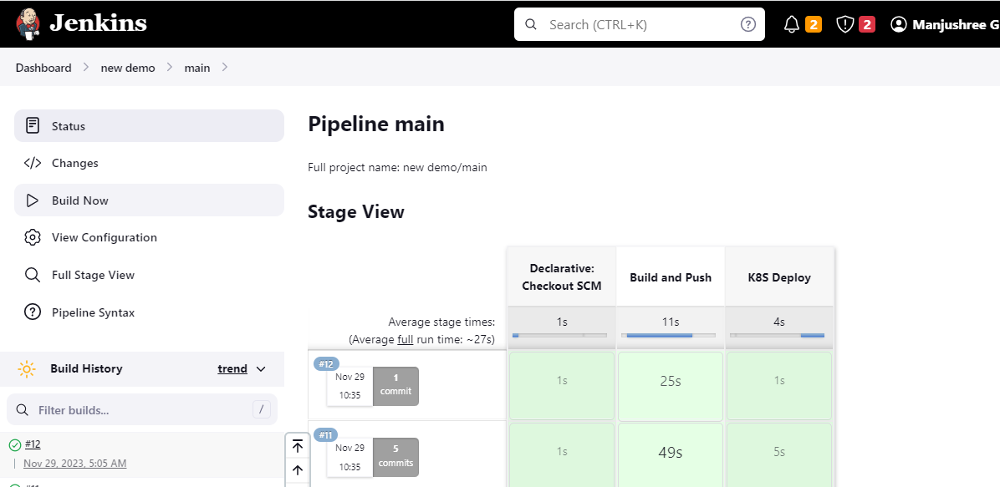 Jenkins
Search (CTRL+K)
?
2
2
Manjushree G
Dashboard
new demo
main
Status
Changes
Build Now
View Configuration
Full Stage View
Pipeline Syntax
Build History
trend
Filter builds...
/
#12
Nov 29, 2023, 5:05 AM
#11
Pipeline main
Full project name: new demo/main
Stage View
Declarative:
Checkout SCM
Build and Push
K8S Deploy
Average stage times:
(Average full run time: ~27s)
1s
11s
4s
#12
Nov 29
10:35
1
commit
1s
25s
1s
#11
Nov 29
10:35
5
commits
1s
49s
5s